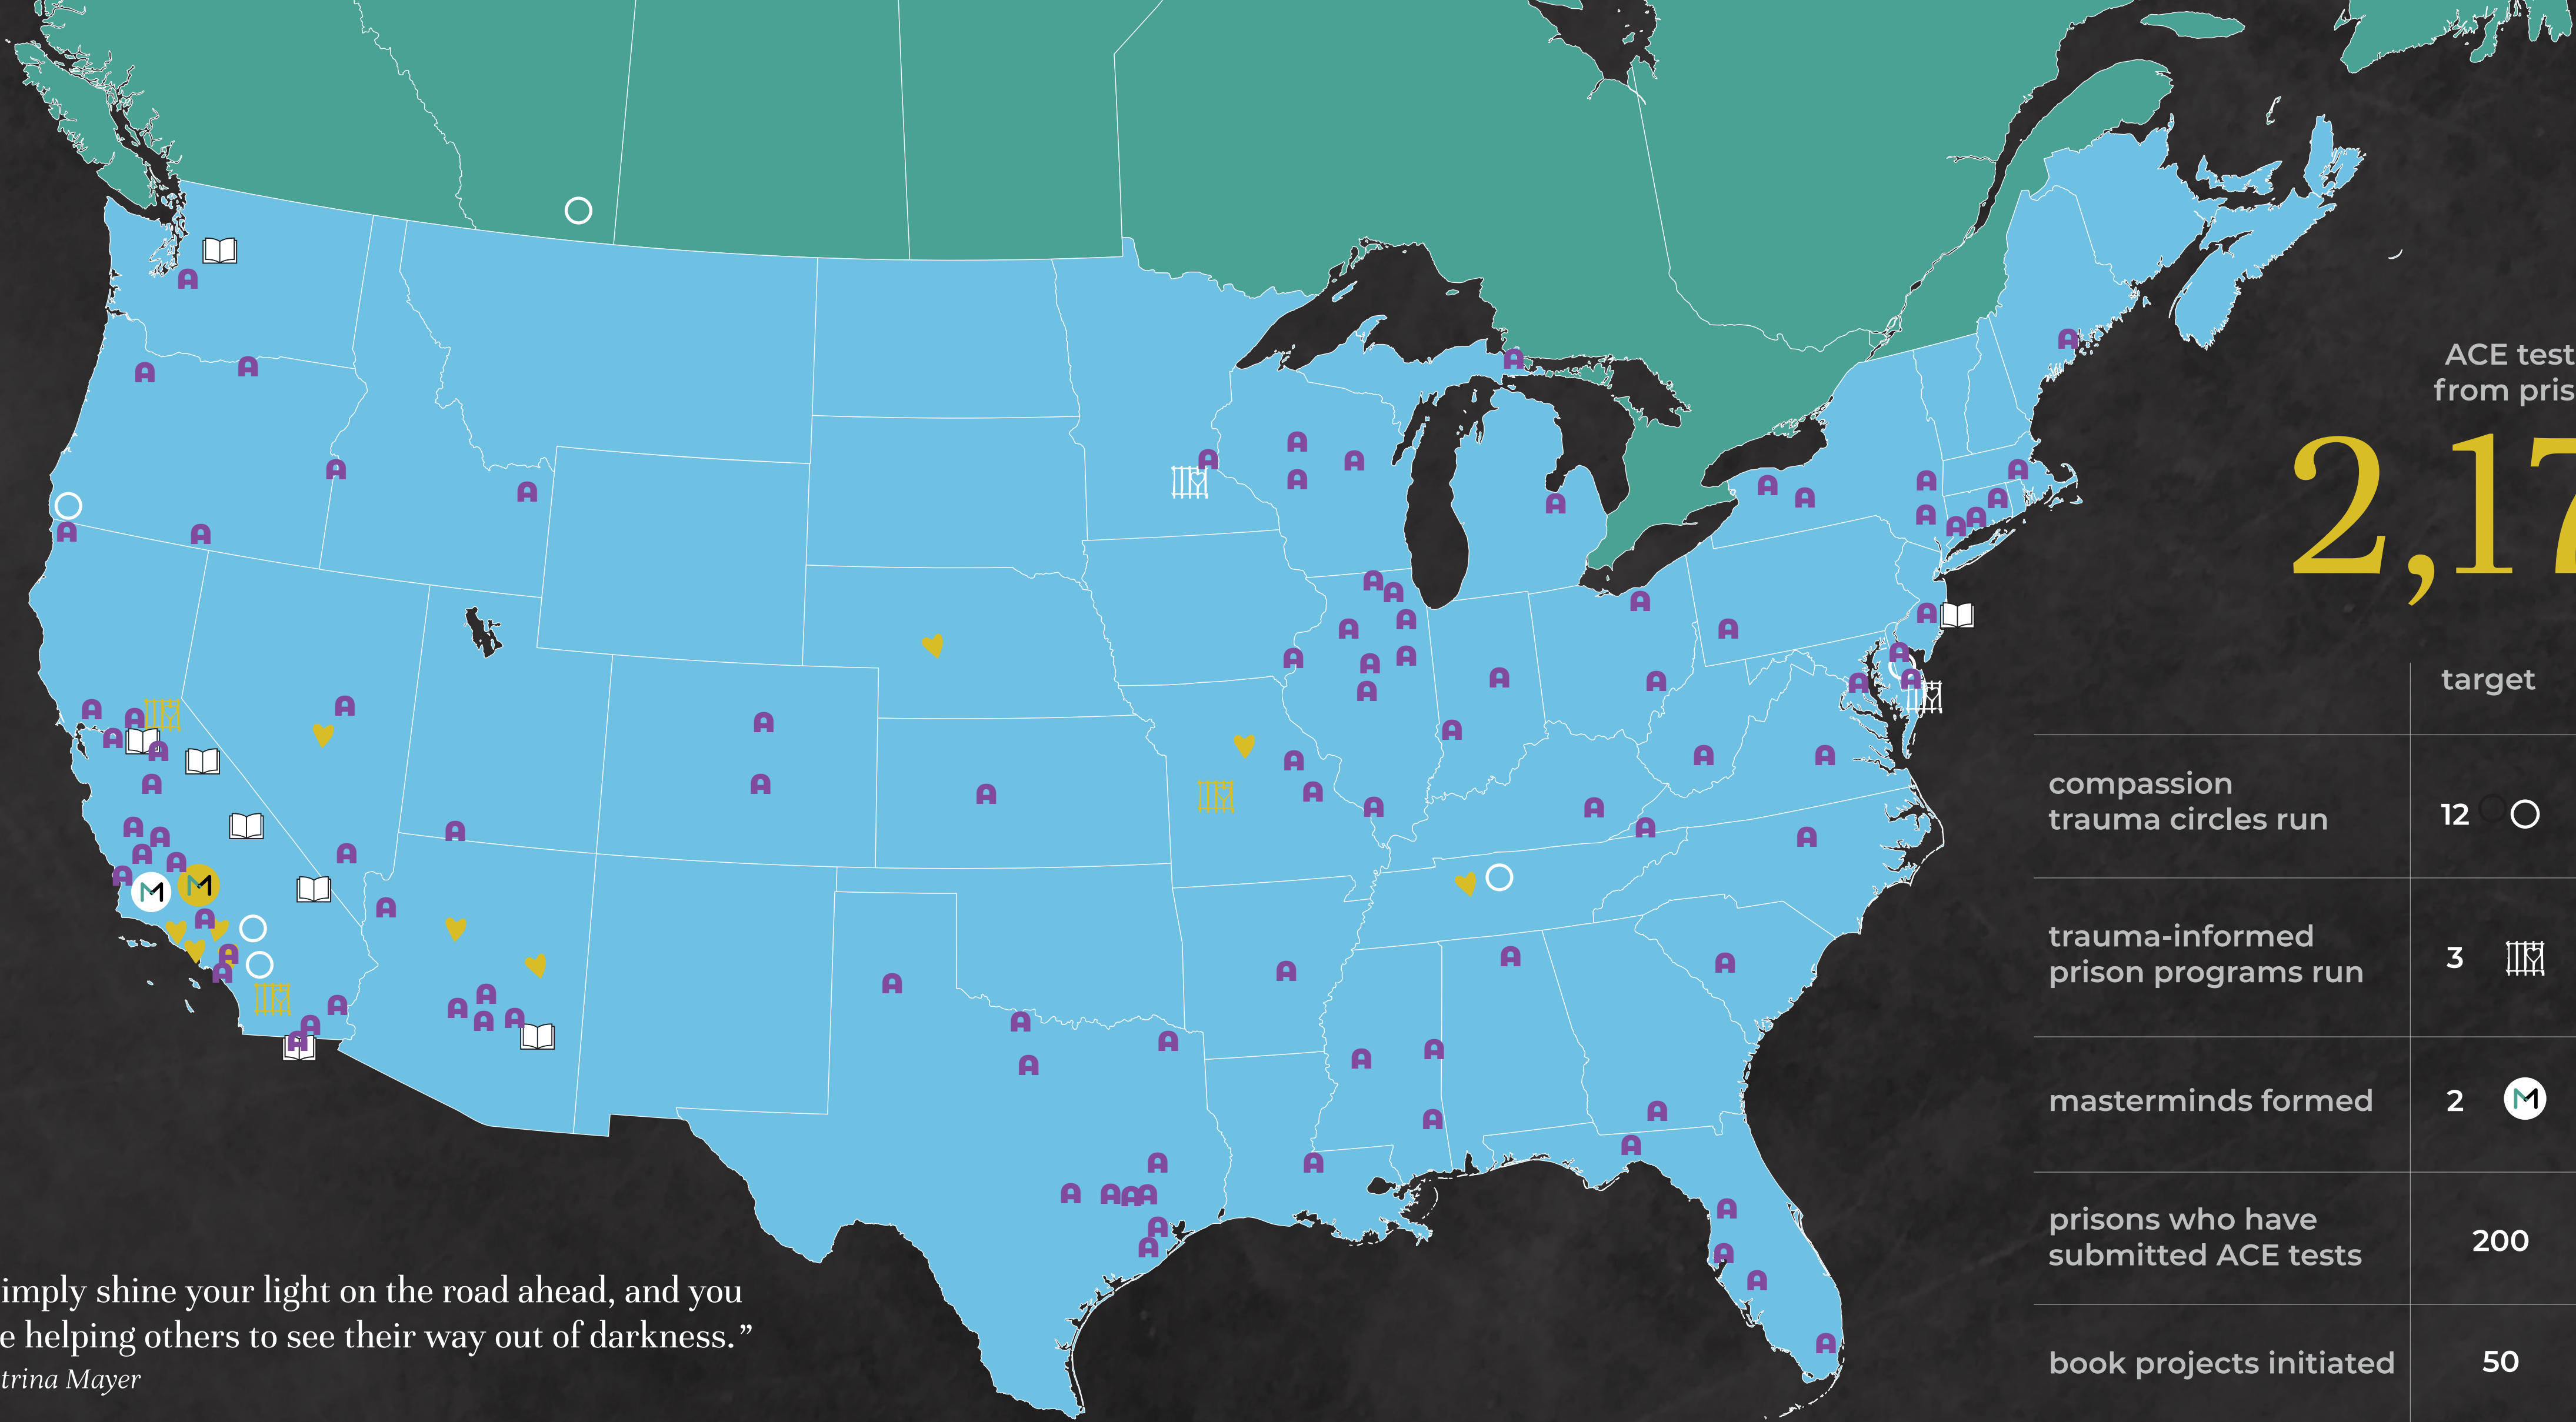 ACE test
from pris
2,17
target
compassion
trauma circles run
12
trauma-informed
prison programs run
3
masterminds formed
2
M
prisons who have
submitted ACE tests
200
book projects initiated
50
imply shine your light on the road ahead, and you
e helping others to see their way out of darkness.”
trina Mayer